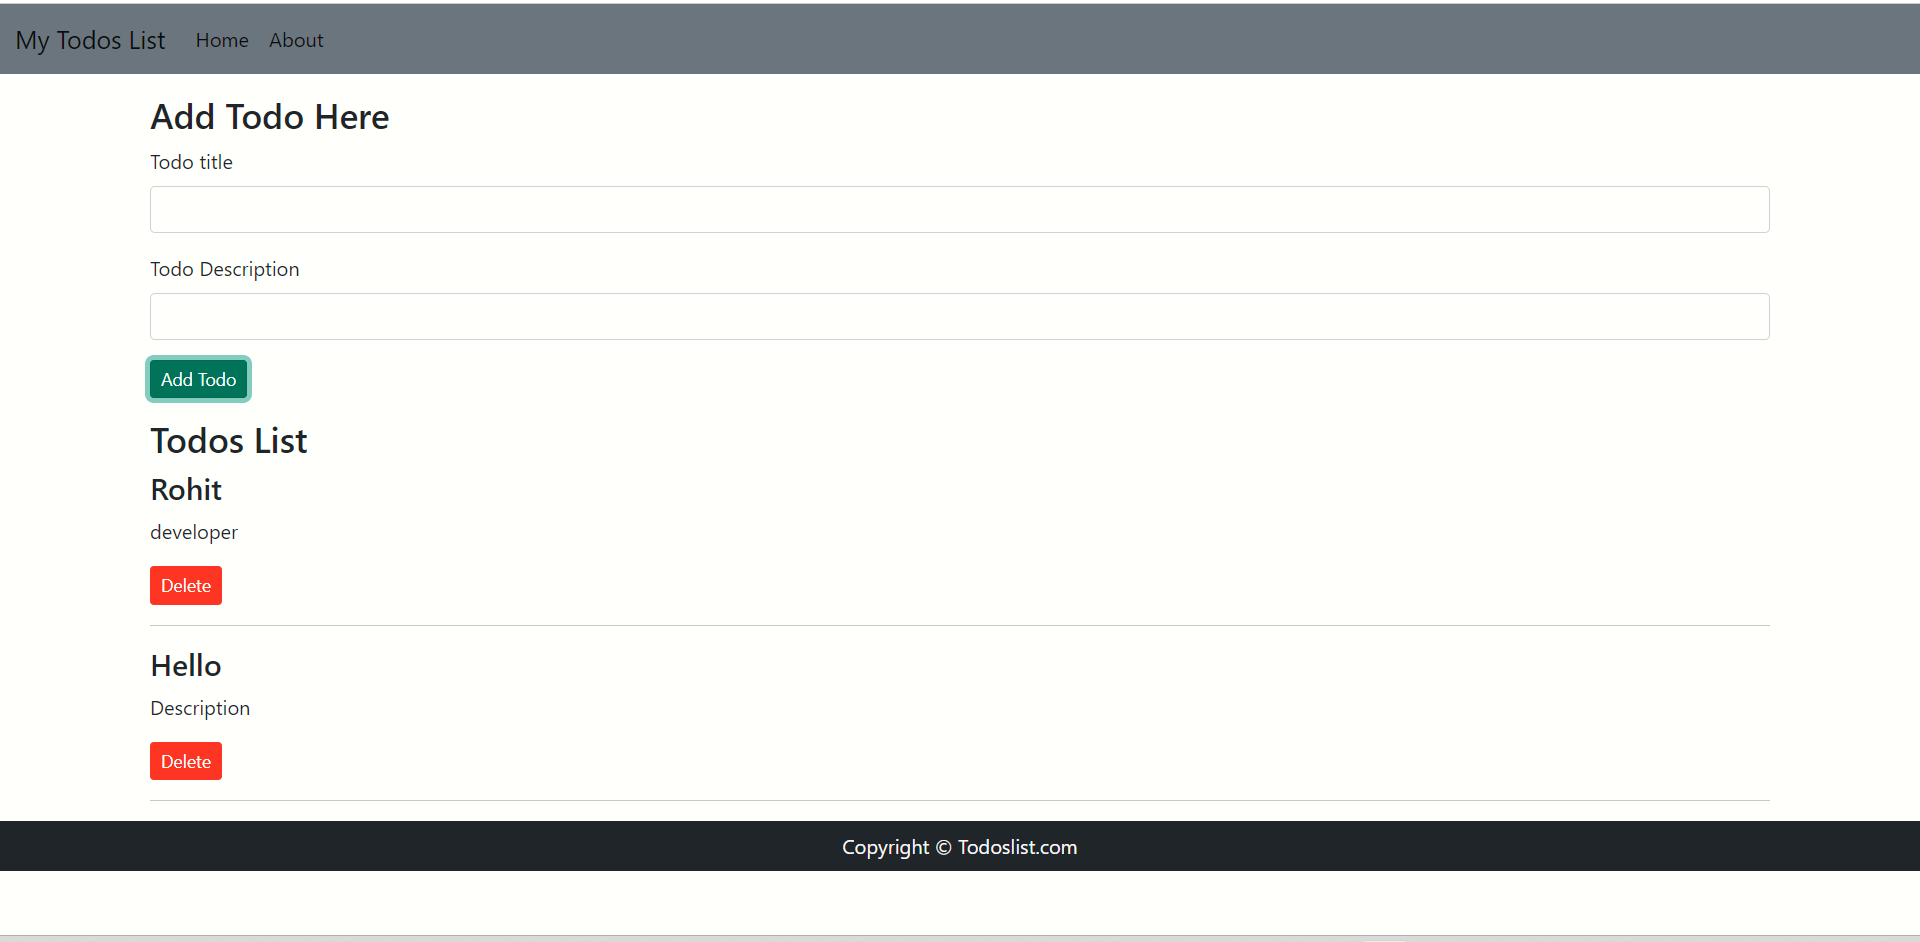 My Todos List Home About
Add Todo Here
Todo title
Todo Description
Add Todo
Todos List
Rohit
developer
Delete
Hello
Description
Delete
Copyright © Todoslist.com